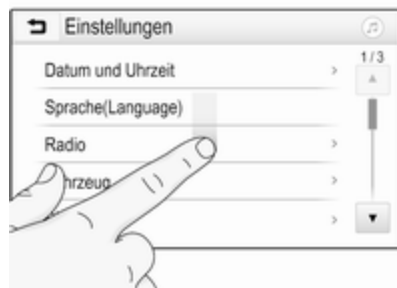 Einstellungen
Datum und Uhrzeit
1/3
Sprache(Language)
Radio